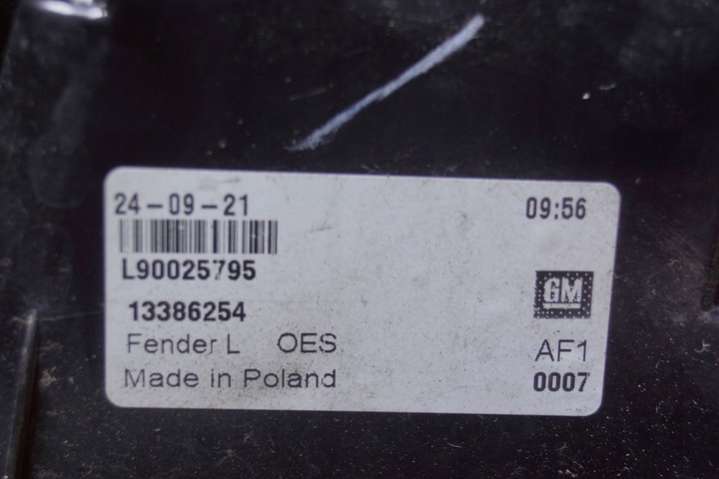 24-09-21 09:56
L90025795
GM
13386254
Fender L OES AF1
Made in Poland 0007